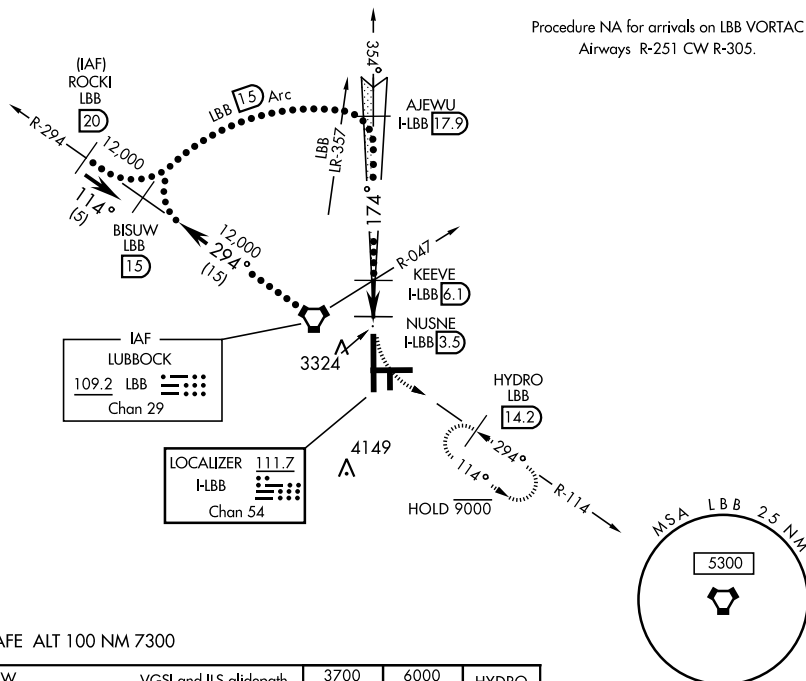 Procedure NA for arrivals on LBB VORTAC
Airways R-251 CW R-305.
(IAF)
ROCKI
LBB
20
R-294
12,000
114°
(5)
BISUW
LBB
15
LBB 15 Arc
LBB
LR-357
354°
AJEWU
I-LBB 17.9
174°
12,000
294°
(15)
R-047
KEEVE
I-LBB 6.1
NUSNE
I-LBB 3.5
3324
IAF
LUBBOCK
109.2 LBB
Chan 29
LOCALIZER 111.7
I-LBB
Chan 54
4149
HYDRO
LBB
14.2
294°
114°
R-114
HOLD 9000
MSA LBB 25 NM
5300
AFE ALT 100 NM 7300
W
VGSI and ILS glidepath
3700
6000
HYDRO